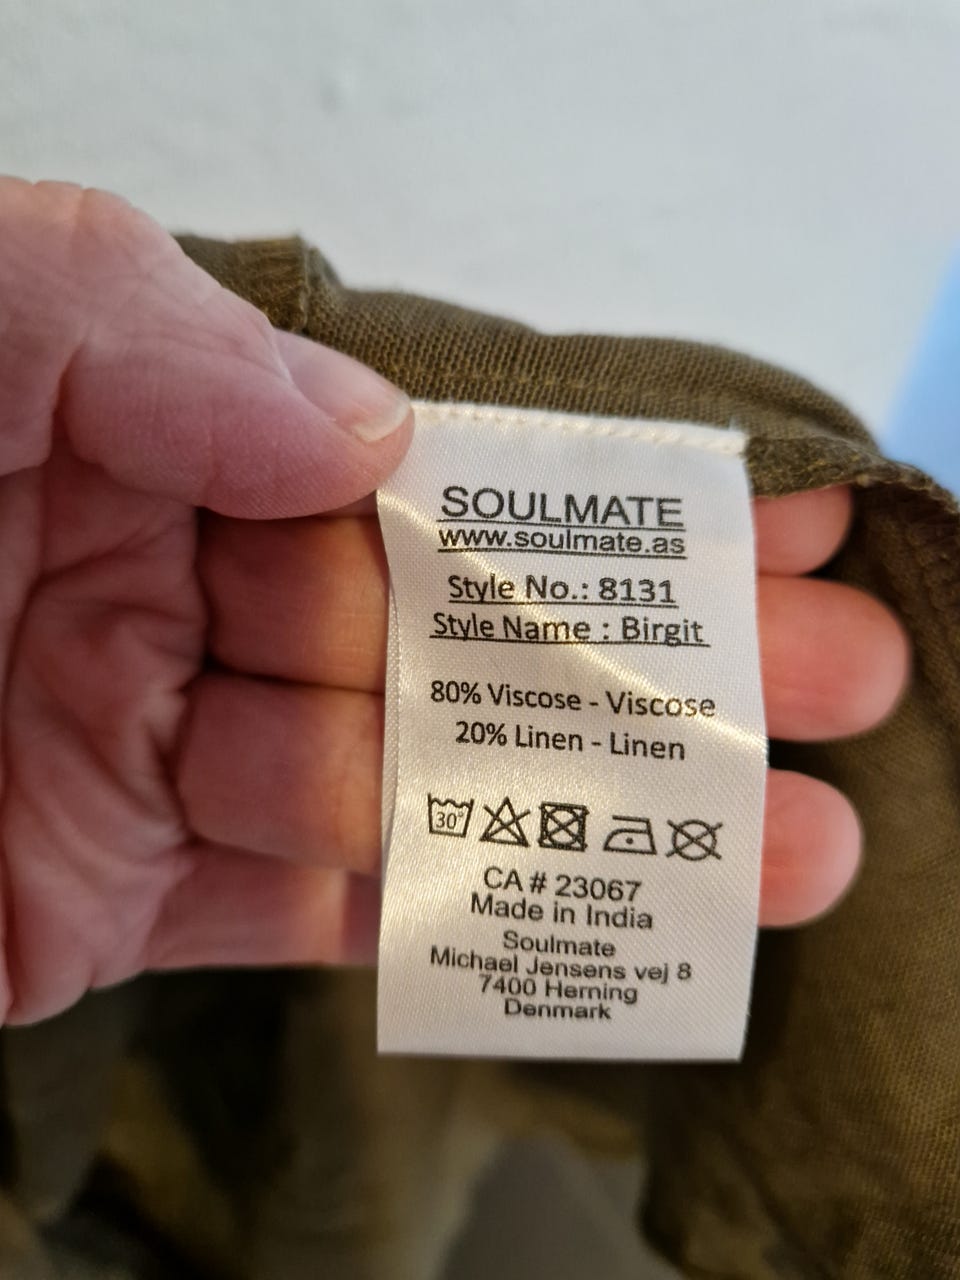 SOULMATE
www.soulmate.as
Style No.: 8131
Style Name : Birgit
80% Viscose - Viscose
20% Linen - Linen
30°
CA # 23067
Made in India
Soulmate
Michael Jensens vej 8
7400 Herning
Denmark